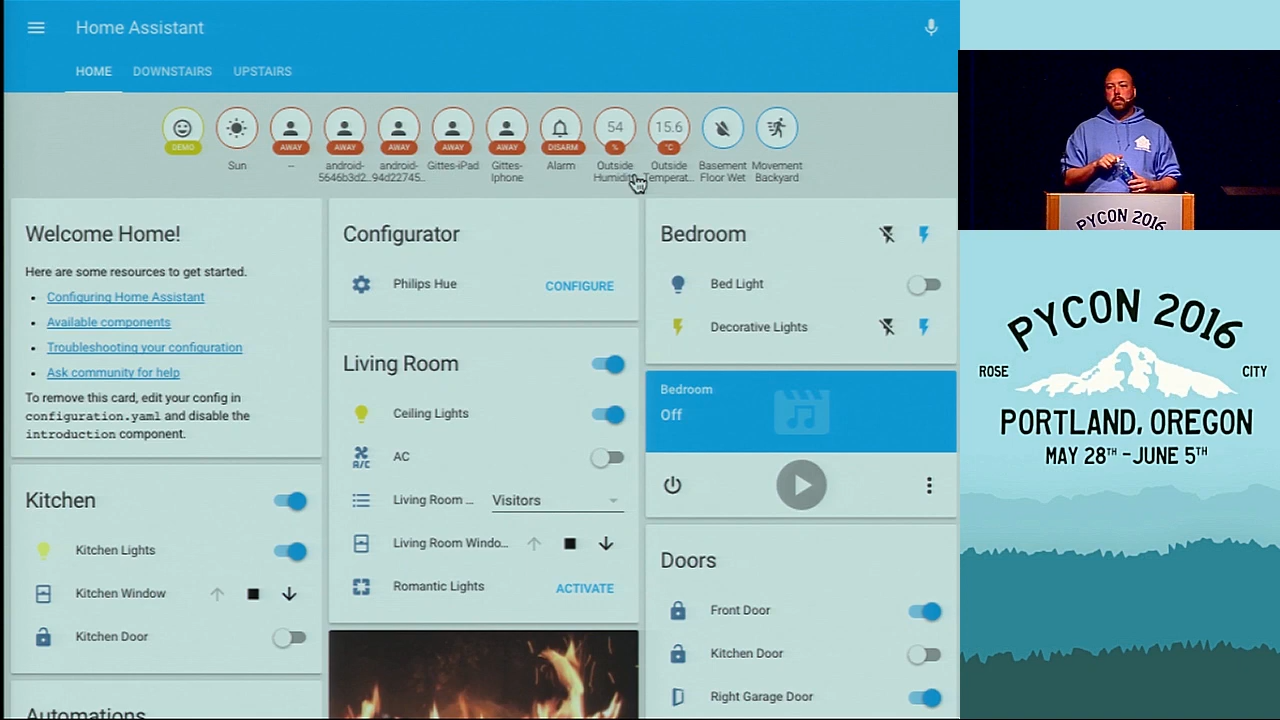 Home Assistant
HOME DOWNSTAIRS UPSTAIRS
54 15.6
DEMO AWAY AWAY AWAY AWAY AWAY DISARM % °C
Sun -- android-5646b3d2.. android-94d22745.. Gittes-iPad Gittes-Iphone Alarm Outside Humidity Outside Temperat... Basement Floor Wet Movement Backyard
Welcome Home!
Here are some resources to get started.
Configuring Home Assistant
Available components
Troubleshooting your configuration
Ask community for help
To remove this card, edit your config in
configuration.yaml and disable the
introduction component.
Kitchen
Kitchen Lights
Kitchen Window
Kitchen Door
Automations
Configurator
Philips Hue CONFIGURE
Living Room
Ceiling Lights
A/C AC
Living Room ... Visitors
Living Room Windo...
Romantic Lights ACTIVATE
Bedroom
Bed Light
Decorative Lights
Bedroom
Off
Doors
Front Door
Kitchen Door
Right Garage Door
PYCON 2016
PYCON 2016
ROSE CITY
PORTLAND, OREGON
MAY 28TH - JUNE 5TH